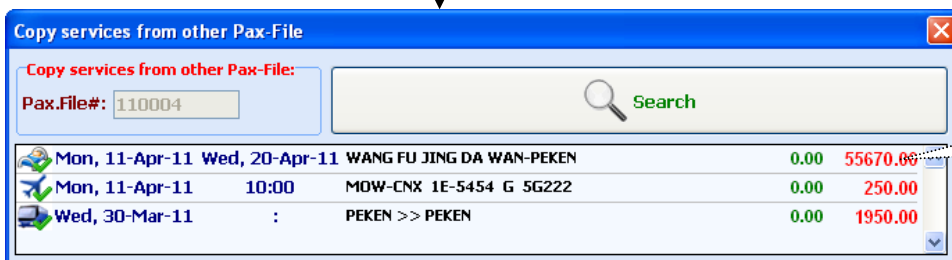 Copy services from other Pax-File
Copy services from other Pax-File:
Pax.File#: 110004
Search
Mon, 11-Apr-11 Wed, 20-Apr-11 WANG FU JING DA WAN-PEKEN 0.00 55670.00
Mon, 11-Apr-11 10:00 MOW-CNX 1E-5454 G 5G222 0.00 250.00
Wed, 30-Mar-11 : PEKEN >> PEKEN 0.00 1950.00